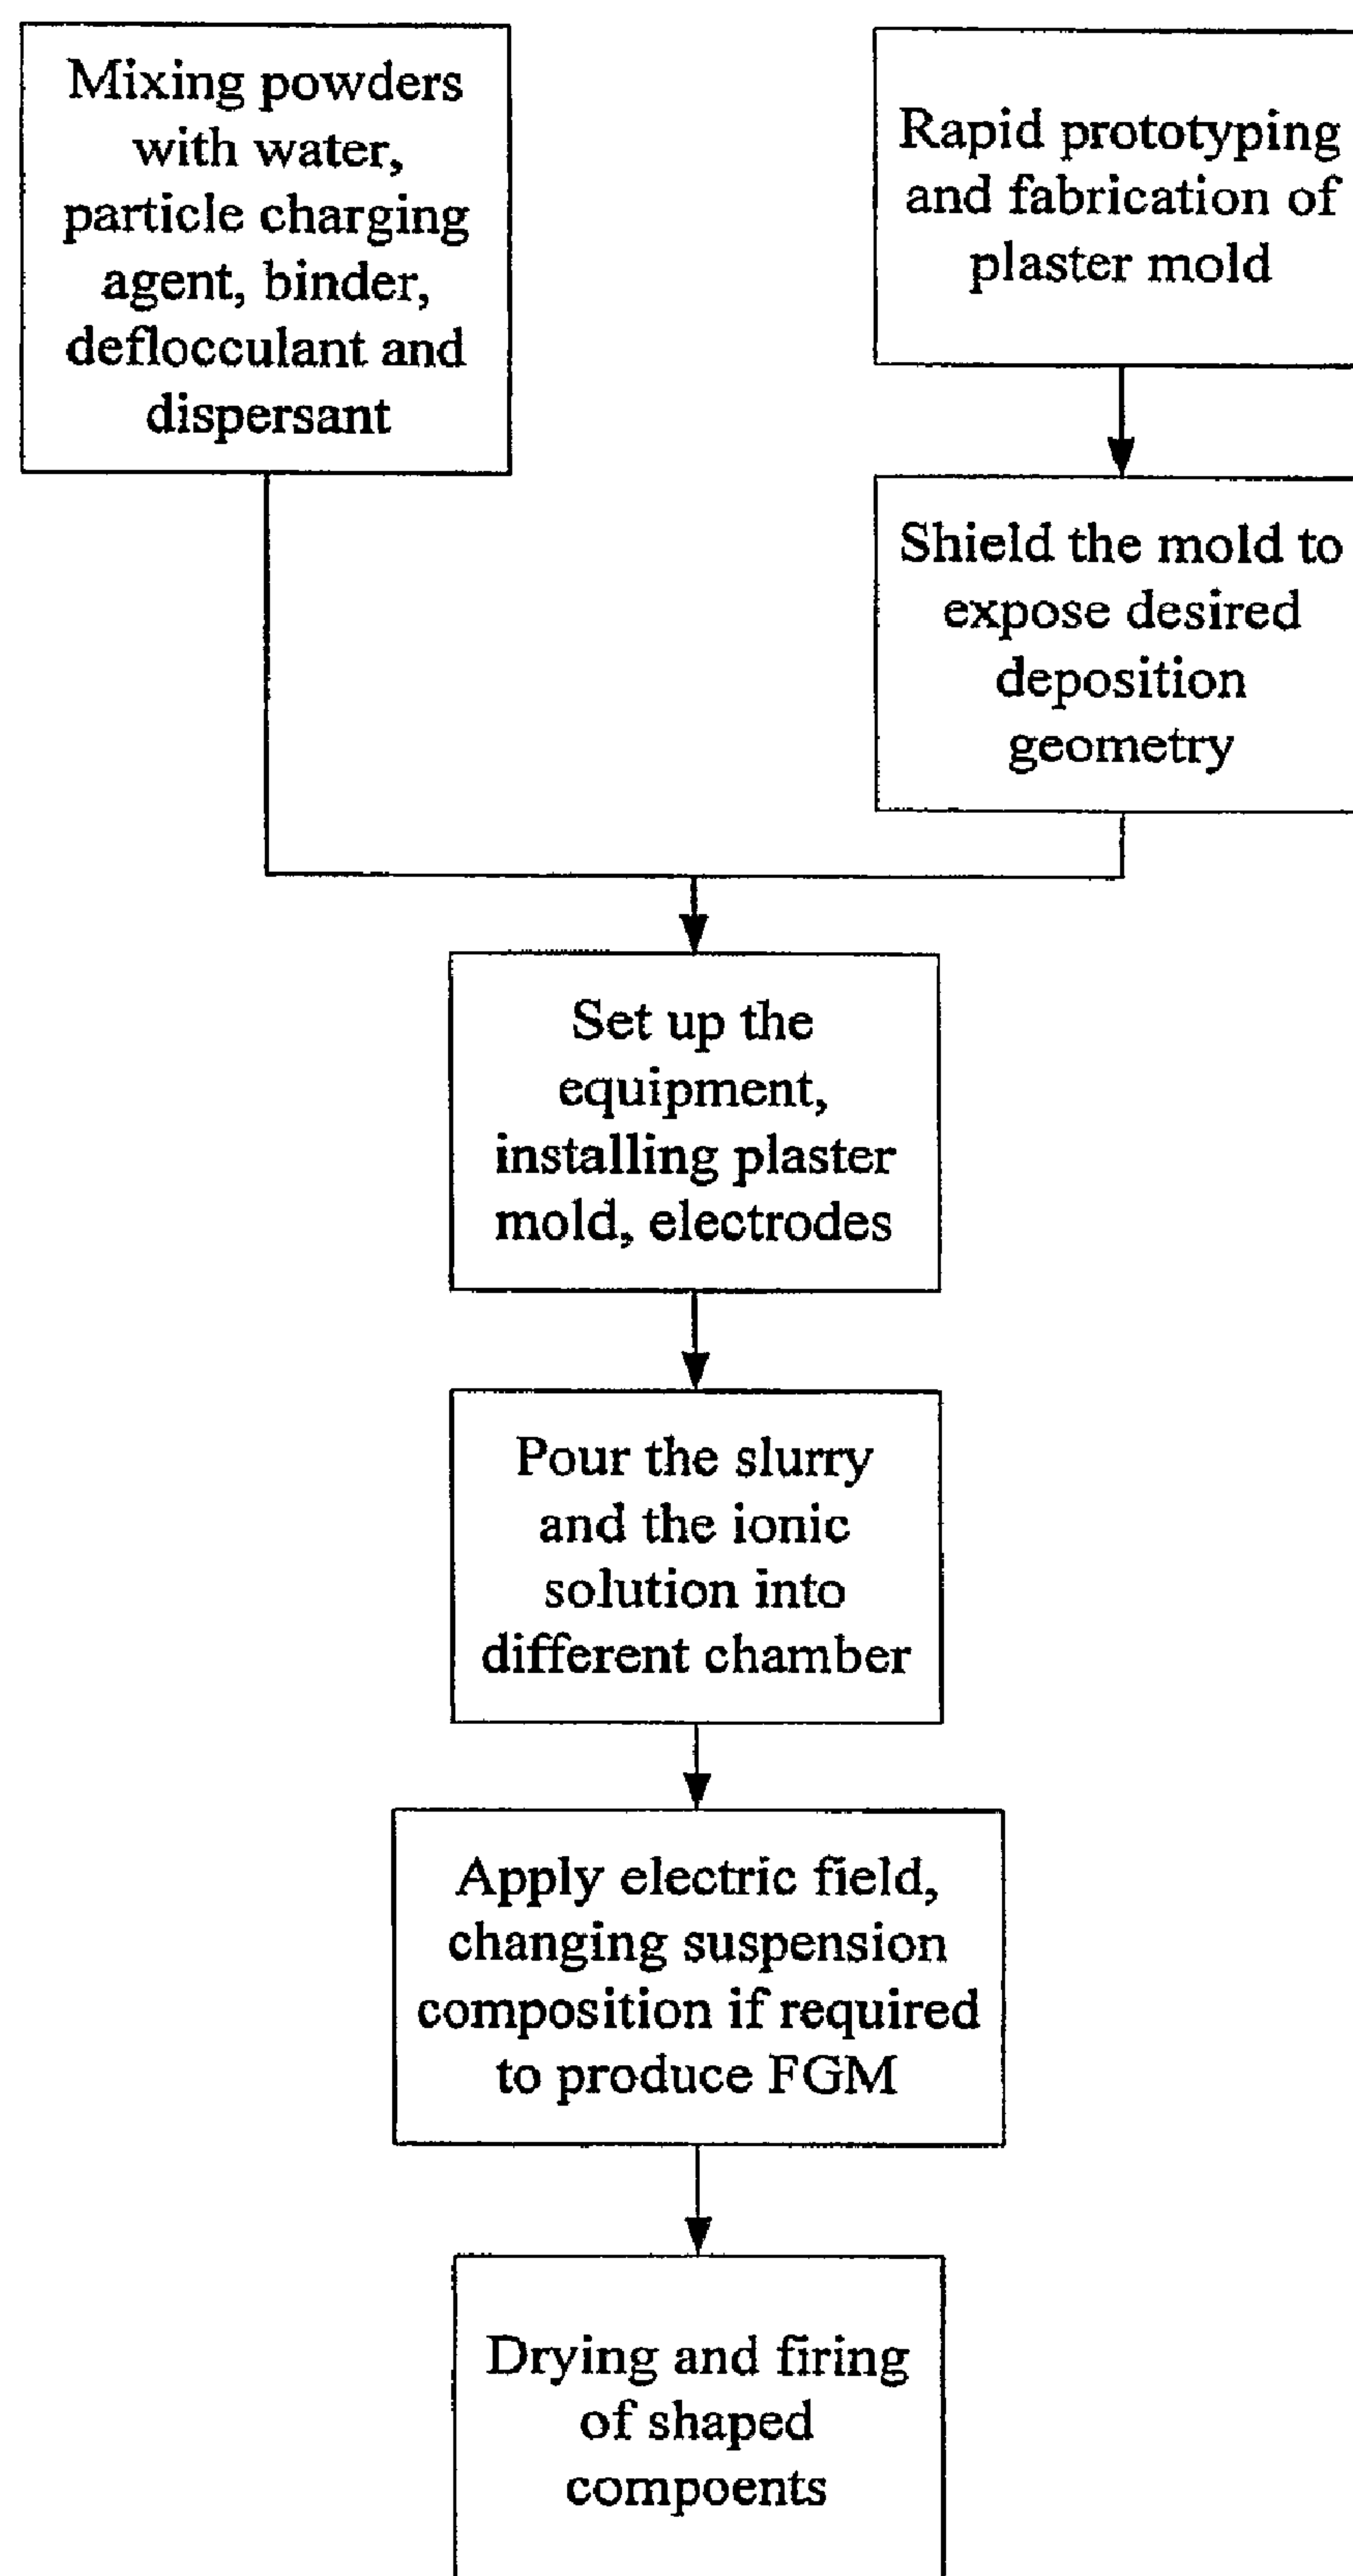 Mixing powders
with water,
particle charging
agent, binder,
deflocculant and
dispersant
Rapid prototyping
and fabrication of
plaster mold
Shield the mold to
expose desired
deposition
geometry
Set up the
equipment,
installing plaster
mold, electrodes
Pour the slurry
and the ionic
solution into
different chamber
Apply electric field,
changing suspension
composition if required
to produce FGM
Drying and firing
of shaped
compoents